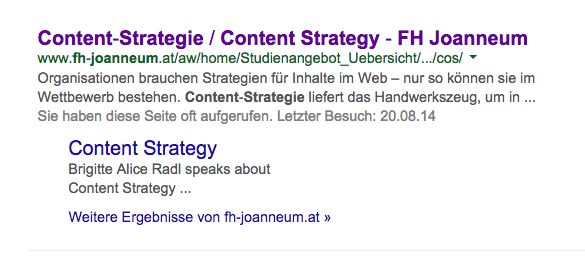 Content-Strategie / Content Strategy - FH Joanneum
www.fh-joanneum.at/aw/home/Studienangebot_Uebersicht/.../cos/
Organisationen brauchen Strategien für Inhalte im Web – nur so können sie im
Wettbewerb bestehen. Content-Strategie liefert das Handwerkszeug, um in ...
Sie haben diese Seite oft aufgerufen. Letzter Besuch: 20.08.14
Content Strategy
Brigitte Alice Radl speaks about
Content Strategy ...
Weitere Ergebnisse von fh-joanneum.at »